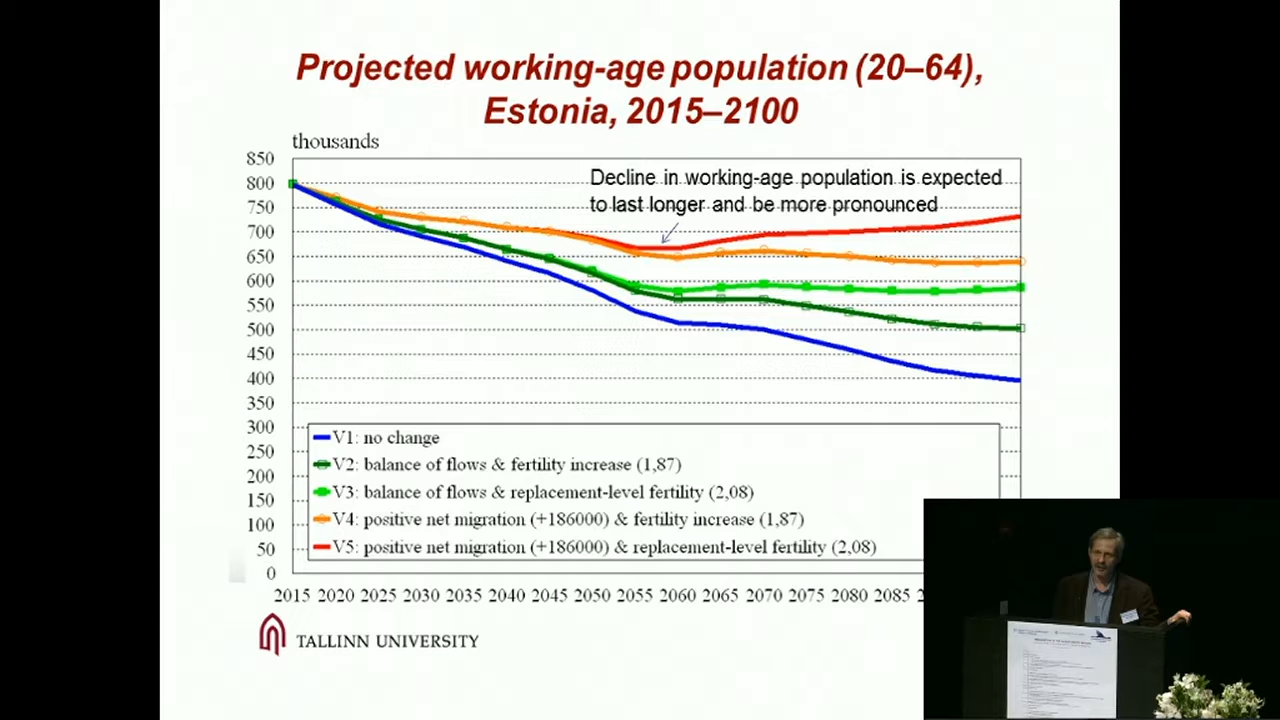 Projected working-age population (20–64),
Estonia, 2015–2100
thousands
850
800
750
700
650
600
550
500
450
400
350
300
250
200
150
100
50
0
Decline in working-age population is expected
to last longer and be more pronounced
V1: no change
V2: balance of flows & fertility increase (1,87)
V3: balance of flows & replacement-level fertility (2,08)
V4: positive net migration (+186000) & fertility increase (1,87)
V5: positive net migration (+186000) & replacement-level fertility (2,08)
2015 2020 2025 2030 2035 2040 2045 2050 2055 2060 2065 2070 2075 2080 2085
TALLINN UNIVERSITY